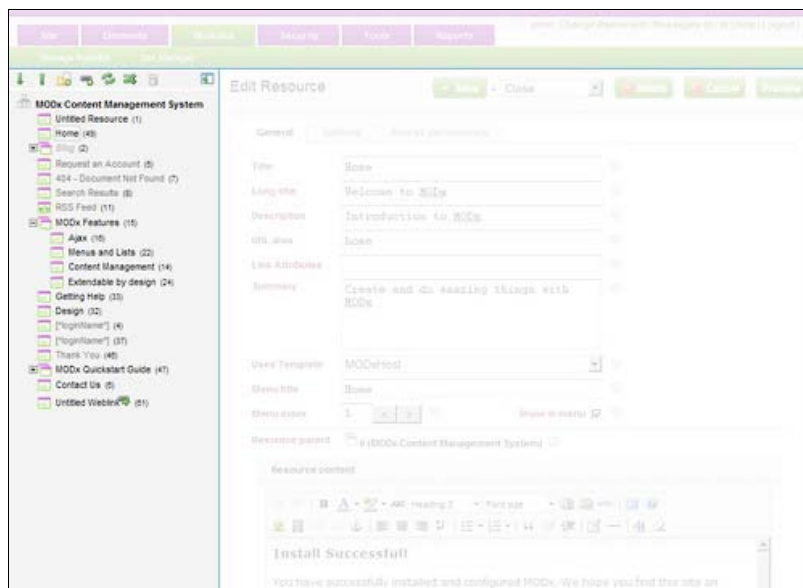 Site Elements Modules Security Tools Reports
MODx Content Management System
Untitled Resource (1)
Home (49)
Blog (2)
Request an Account (5)
404 - Document Not Found (7)
Search Results (8)
RSS Feed (11)
MODx Features (15)
Ajax (16)
Menus and Lists (22)
Content Management (14)
Extendable by design (24)
Getting Help (33)
Design (32)
[*loginName*] (4)
[*loginName*] (37)
Thank You (46)
MODx Quickstart Guide (47)
Contact Us (6)
Untitled Weblink (51)
Edit Resource
Save + Close Delete Cancel Preview
General
Title Home
Long title Welcome to MODx
Description Introduction to MODx
URL alias home
Link Attributes
Summary Create and do amazing things with
MODx
Uses Template MODxHost
Menu title Home
Menu index 1 < > Show in menu
Resource parent 0 (MODx Content Management System)
Resource content
B A ABC Heading 3 Font size
Install Successful!
You have successfully installed and configured MODx. We hope you find this site an